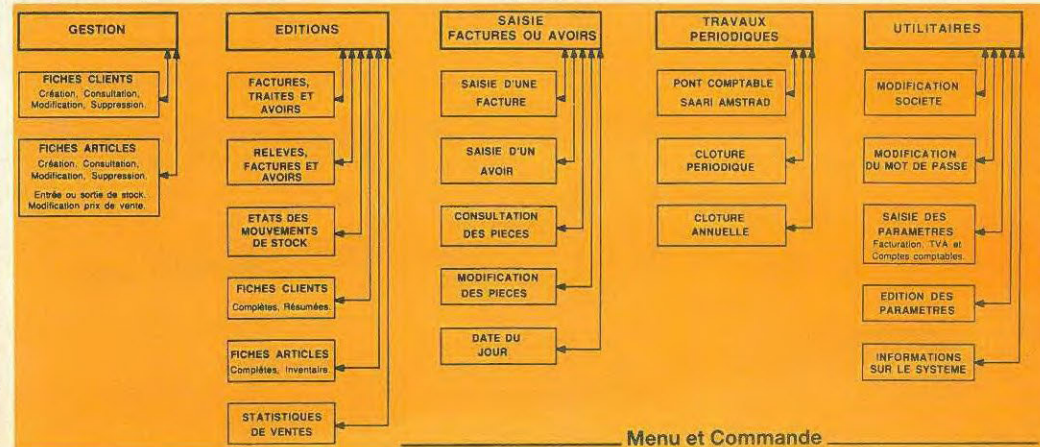 GESTION
FICHES CLIENTS
Création, Consultation,
Modification, Suppression.
FICHES ARTICLES
Création, Consultation,
Modification, Suppression.
Entrée ou sortie de stock.
Modification prix de vente.
EDITIONS
FACTURES,
TRAITES ET
AVOIRS
RELEVES,
FACTURES ET
AVOIRS
ETATS DES
MOUVEMENTS
DE STOCK
FICHES CLIENTS
Complètes, Résumées.
FICHES ARTICLES
Complètes, Inventaire.
STATISTIQUES
DE VENTES
SAISIE
FACTURES OU AVOIRS
SAISIE D'UNE
FACTURE
SAISIE D'UN
AVOIR
CONSULTATION
DES PIECES
MODIFICATION
DES PIECES
DATE DU
JOUR
TRAVAUX
PERIODIQUES
PONT COMPTABLE
SAARI AMSTRAD
CLOTURE
PERIODIQUE
CLOTURE
ANNUELLE
UTILITAIRES
MODIFICATION
SOCIETE
MODIFICATION
DU MOT DE PASSE
SAISIE DES
PARAMETRES
Facturation, TVA et
Comptes comptables.
EDITION DES
PARAMETRES
INFORMATIONS
SUR LE SYSTEME
Menu et Commande